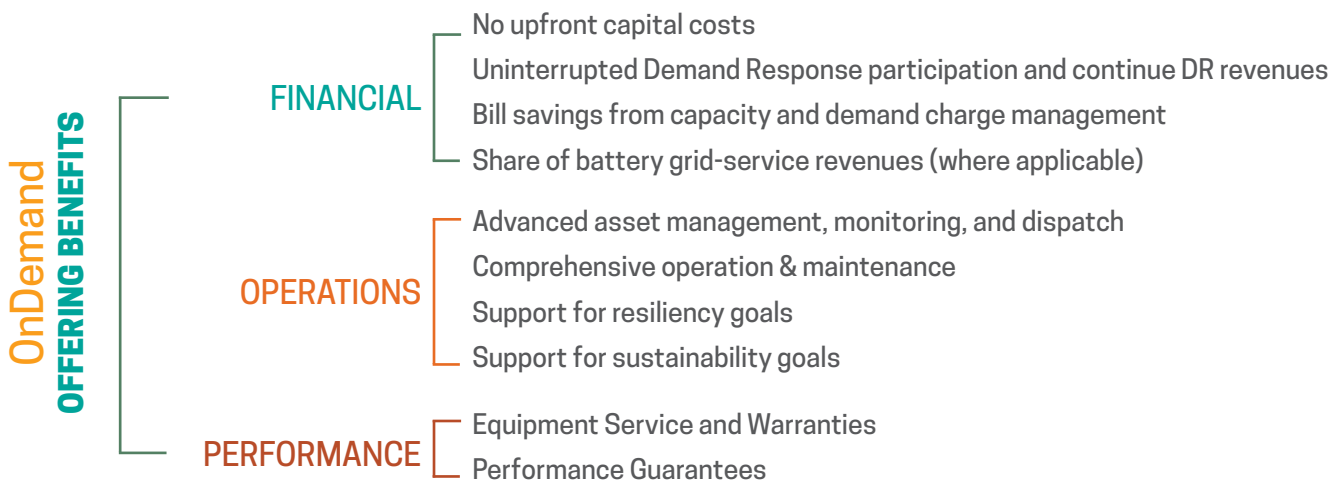 OnDemand
OFFERING BENEFITS
FINANCIAL
No upfront capital costs
Uninterrupted Demand Response participation and continue DR revenues
Bill savings from capacity and demand charge management
Share of battery grid-service revenues (where applicable)
OPERATIONS
Advanced asset management, monitoring, and dispatch
Comprehensive operation & maintenance
Support for resiliency goals
Support for sustainability goals
PERFORMANCE
Equipment Service and Warranties
Performance Guarantees